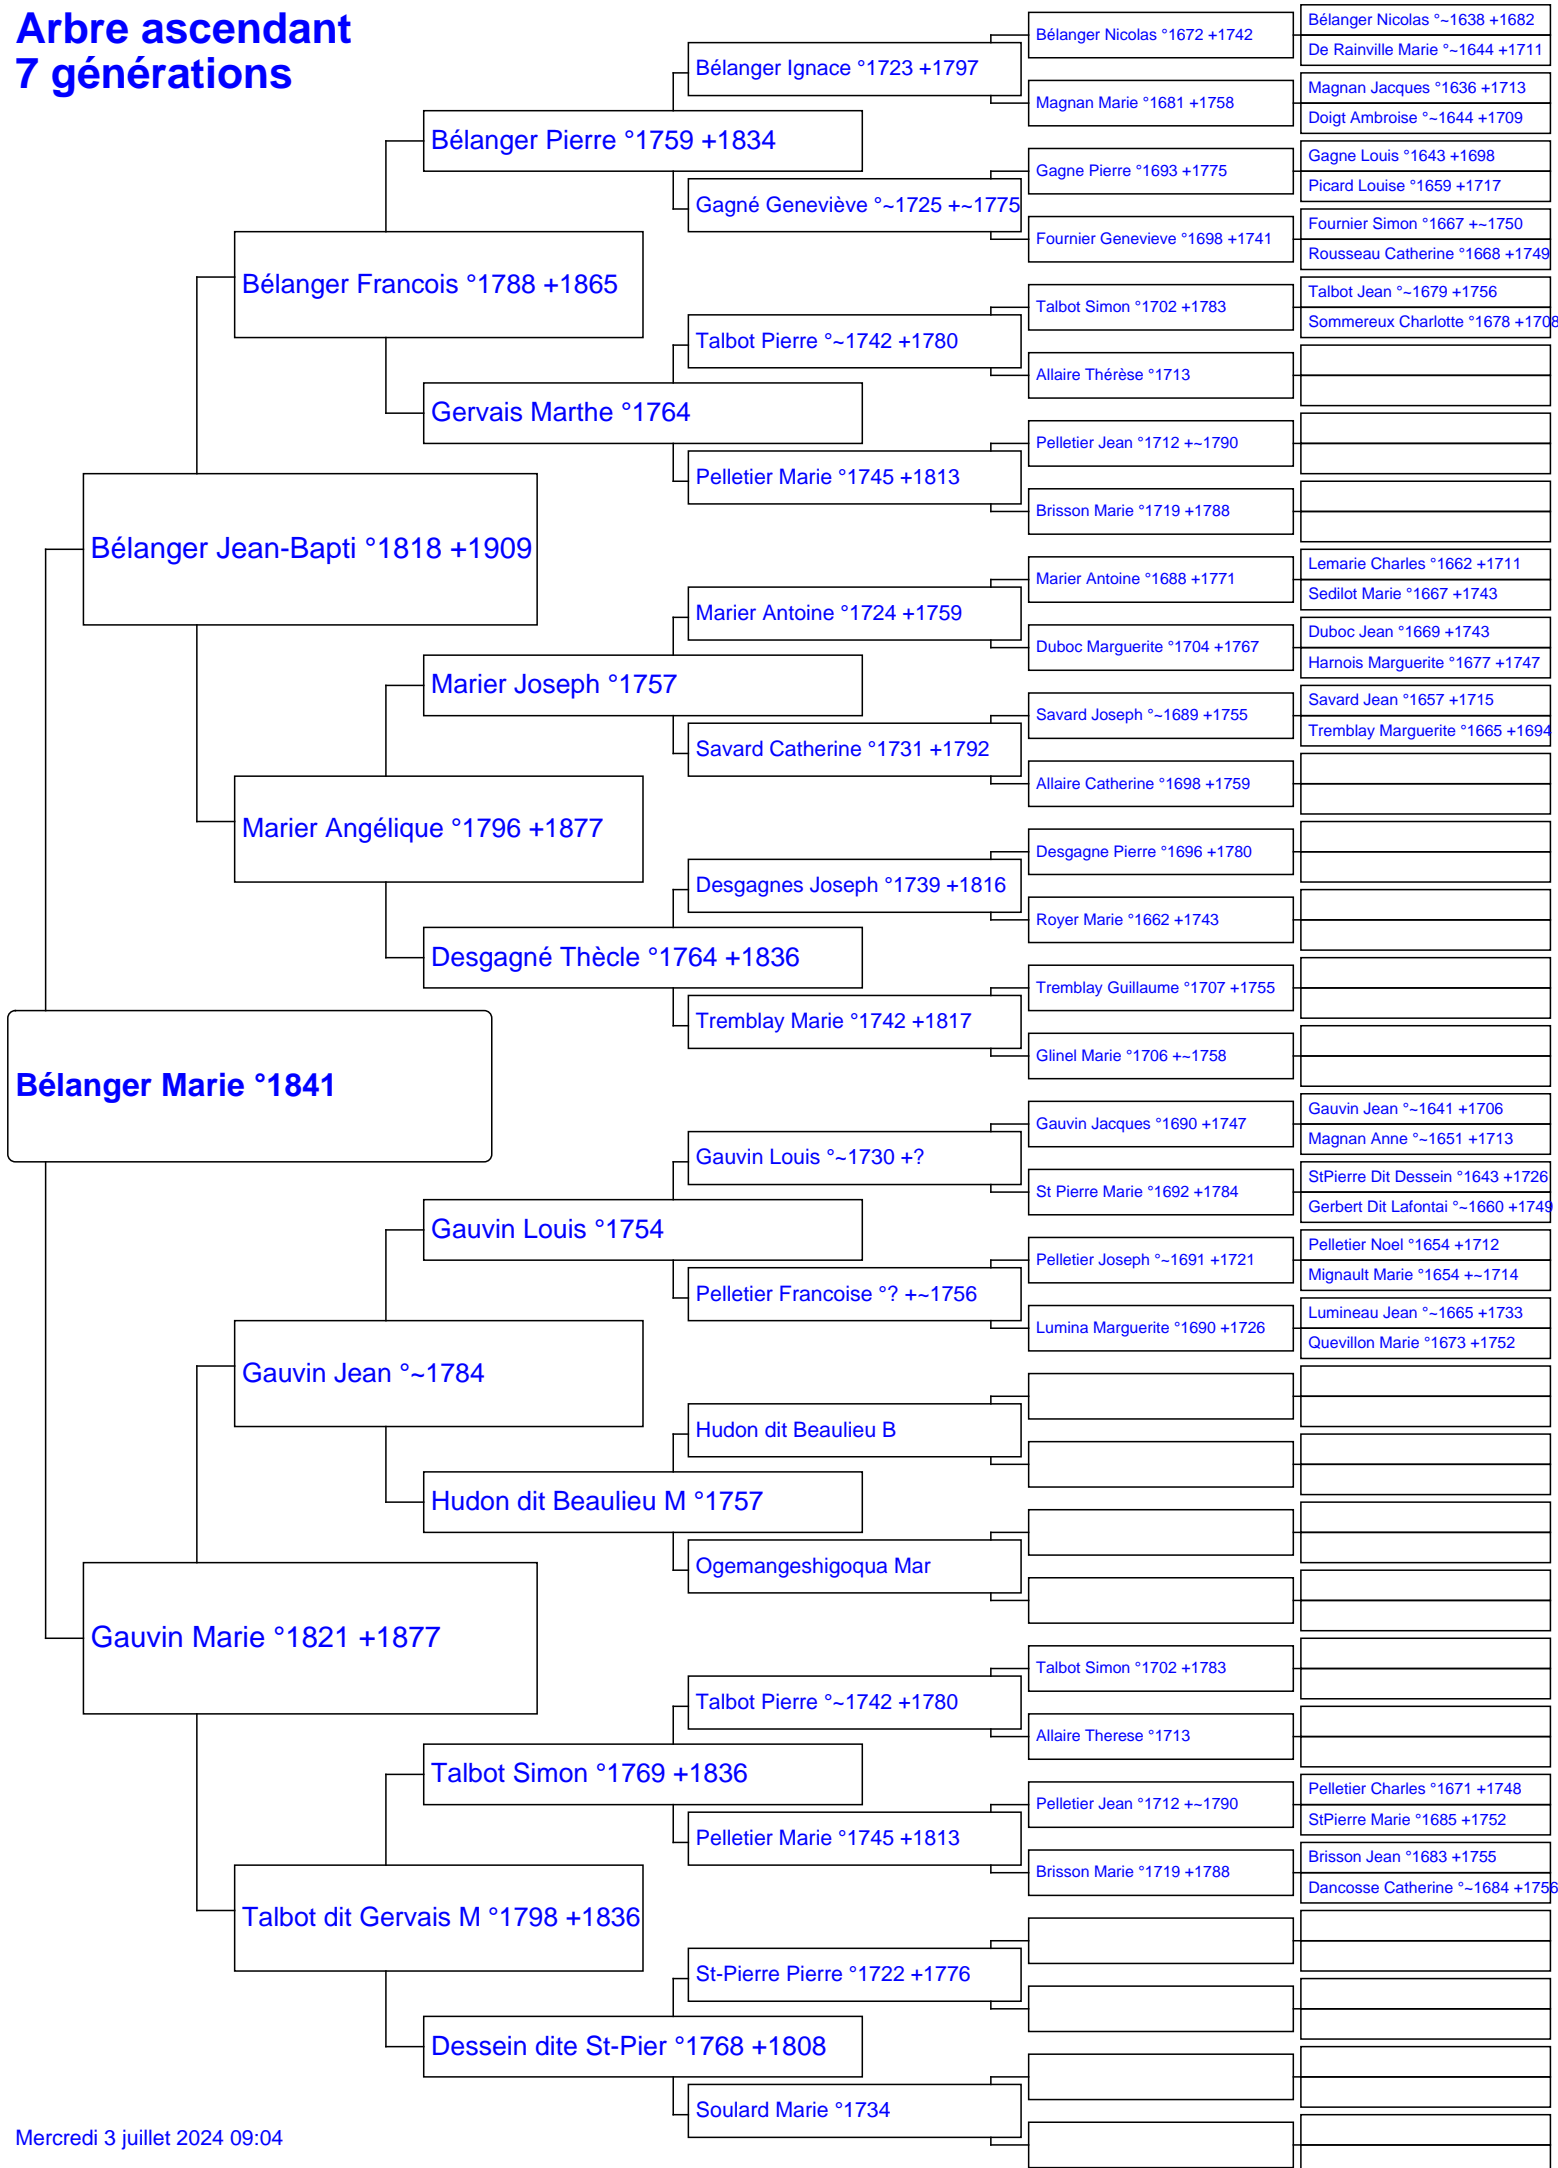 Arbre ascendant
7 générations
Bélanger Marie °1841
Bélanger Jean-Bapti °1818 +1909
Gauvin Marie °1821 +1877
Bélanger Francois °1788 +1865
Marier Angélique °1796 +1877
Gauvin Jean °~1784
Talbot dit Gervais M °1798 +1836
Bélanger Pierre °1759 +1834
Gervais Marthe °1764
Marier Joseph °1757
Desgagné Thècle °1764 +1836
Gauvin Louis °1754
Hudon dit Beaulieu M °1757
Talbot Simon °1769 +1836
Dessein dite St-Pier °1768 +1808
Bélanger Ignace °1723 +1797
Gagné Geneviève °~1725 +~1775
Talbot Pierre °~1742 +1780
Pelletier Marie °1745 +1813
Marier Antoine °1724 +1759
Savard Catherine °1731 +1792
Desgagnes Joseph °1739 +1816
Tremblay Marie °1742 +1817
Gauvin Louis °~1730 +?
Pelletier Francoise °? +~1756
Hudon dit Beaulieu B
Ogemangeshigoqua Mar
Talbot Pierre °~1742 +1780
Pelletier Marie °1745 +1813
St-Pierre Pierre °1722 +1776
Soulard Marie °1734
Bélanger Nicolas °1672 +1742
Magnan Marie °1681 +1758
Gagne Pierre °1693 +1775
Fournier Genevieve °1698 +1741
Talbot Simon °1702 +1783
Allaire Thérèse °1713
Pelletier Jean °1712 +~1790
Brisson Marie °1719 +1788
Marier Antoine °1688 +1771
Duboc Marguerite °1704 +1767
Savard Joseph °~1689 +1755
Allaire Catherine °1698 +1759
Desgagne Pierre °1696 +1780
Royer Marie °1662 +1743
Tremblay Guillaume °1707 +1755
Glinel Marie °1706 +~1758
Gauvin Jacques °1690 +1747
St Pierre Marie °1692 +1784
Pelletier Joseph °~1691 +1721
Lumina Marguerite °1690 +1726
Talbot Simon °1702 +1783
Allaire Therese °1713
Pelletier Jean °1712 +~1790
Brisson Marie °1719 +1788
Bélanger Nicolas °~1638 +1682
De Rainville Marie °~1644 +1711
Magnan Jacques °1636 +1713
Doigt Ambroise °~1644 +1709
Gagne Louis °1643 +1698
Picard Louise °1659 +1717
Fournier Simon °1667 +~1750
Rousseau Catherine °1668 +1749
Talbot Jean °~1679 +1756
Sommereux Charlotte °1678 +1708
Lemarie Charles °1662 +1711
Sedilot Marie °1667 +1743
Duboc Jean °1669 +1743
Harnois Marguerite °1677 +1747
Savard Jean °1657 +1715
Tremblay Marguerite °1665 +1694
Gauvin Jean °~1641 +1706
Magnan Anne °~1651 +1713
StPierre Dit Dessein °1643 +1726
Gerbert Dit Lafontai °~1660 +1749
Pelletier Noel °1654 +1712
Mignault Marie °1654 +~1714
Lumineau Jean °~1665 +1733
Quevillon Marie °1673 +1752
Pelletier Charles °1671 +1748
StPierre Marie °1685 +1752
Brisson Jean °1683 +1755
Dancosse Catherine °~1684 +1756
Mercredi 3 juillet 2024 09:04